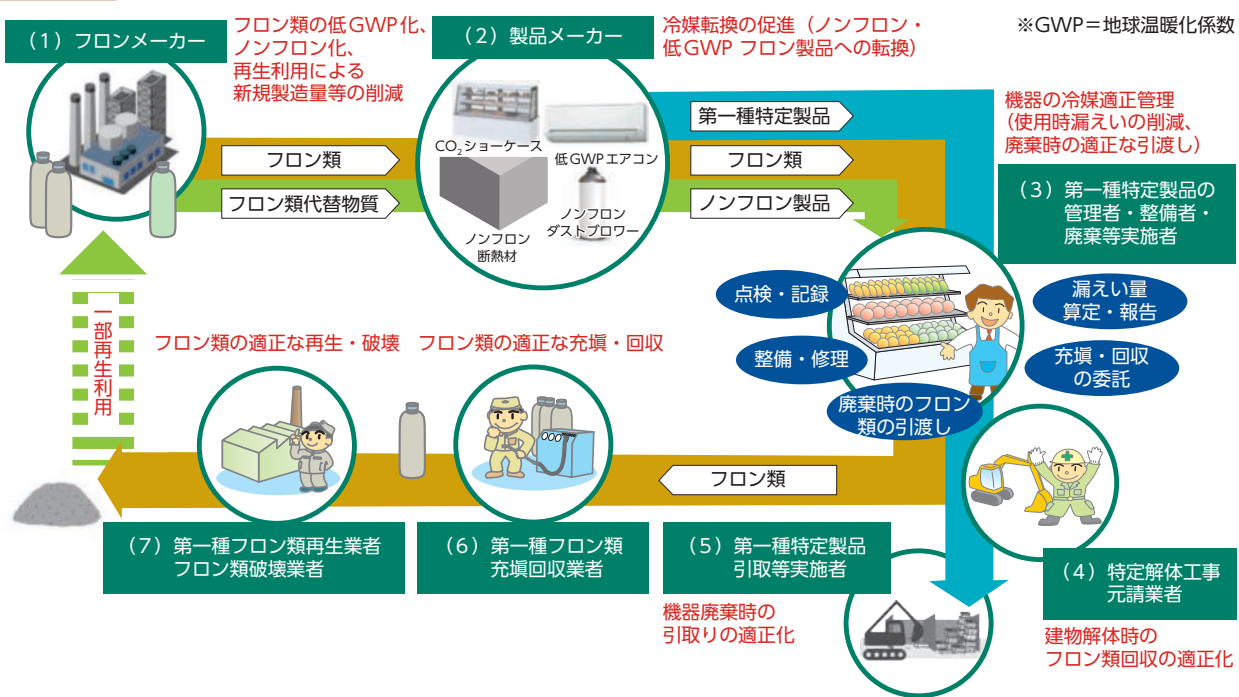 (1)フロンメーカー
フロン類の低GWP化、
ノンフロン化、
再生利用による
新規製造量等の削減
(2)製品メーカー
冷媒転換の促進(ノンフロン・
低GWP フロン製品への転換)
※GWP=地球温暖化係数
CO₂ショーケース
低GWPエアコン
ノンフロン
断熱材
ノンフロン
ダストブロワー
フロン類
フロン類代替物質
第一種特定製品
フロン類
ノンフロン製品
機器の冷媒適正管理
(使用時漏えいの削減、
廃棄時の適正な引渡し)
(3)第一種特定製品の
管理者・整備者・
廃棄等実施者
点検・記録
整備・修理
廃棄時のフロン
類の引渡し
漏えい量
算定・報告
充塡・回収
の委託
一部再生利用
フロン類の適正な再生・破壊
フロン類の適正な充塡・回収
フロン類
(7)第一種フロン類再生業者
フロン類破壊業者
(6)第一種フロン類
充塡回収業者
(5)第一種特定製品
引取等実施者
機器廃棄時の
引取りの適正化
(4)特定解体工事
元請業者
建物解体時の
フロン類回収の適正化